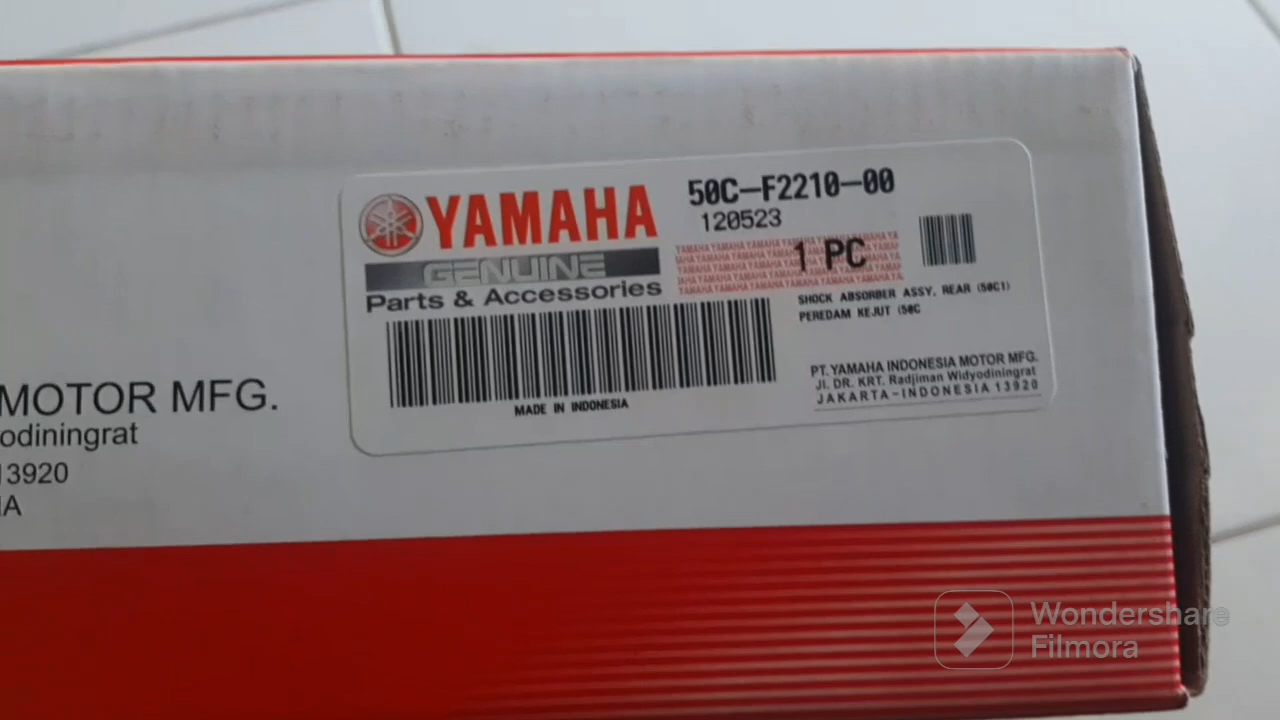 YAMAHA
GENUINE
Parts & Accessories
MADE IN INDONESIA
50C-F2210-00
120523
1 PC
SHOCK ABSORBER ASSY, REAR (50C1)
PEREDAM KEJUT (50C
PT. YAMAHA INDONESIA MOTOR MFG.
Jl. DR. KRT. Radjiman Widyodiningrat
JAKARTA-INDONESIA 13920
MOTOR MFG.
odiningrat
13920
IA
Wondershare
Filmora